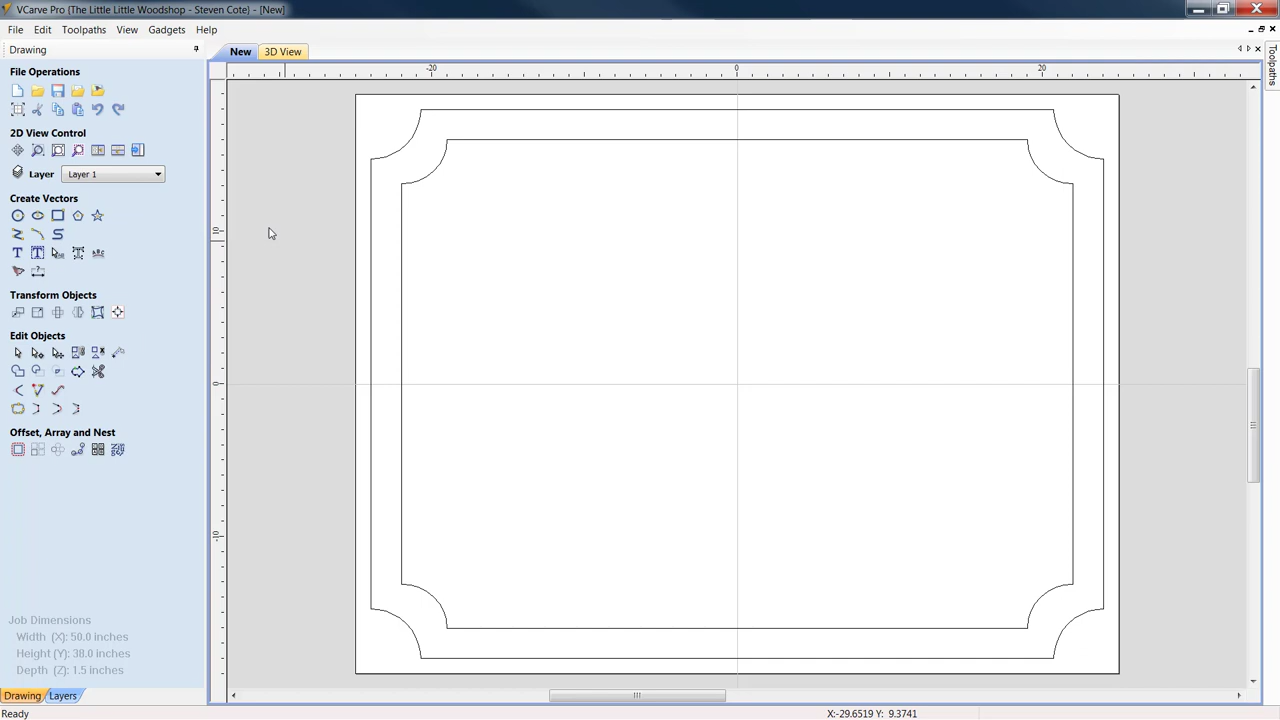 VCarve Pro {The Little Little Woodshop - Steven Cote} - [New]
File Edit Toolpaths View Gadgets Help
Drawing
New 3D View
Toolpaths
File Operations
2D View Control
Layer Layer 1
Create Vectors
Transform Objects
Edit Objects
Offset, Array and Nest
-20 0 20
10
0
-10
Job Dimensions
Width (X): 50.0 inches
Height (Y): 38.0 inches
Depth (Z): 1.5 inches
Drawing Layers
Ready X:-29.6519 Y: 9.3741